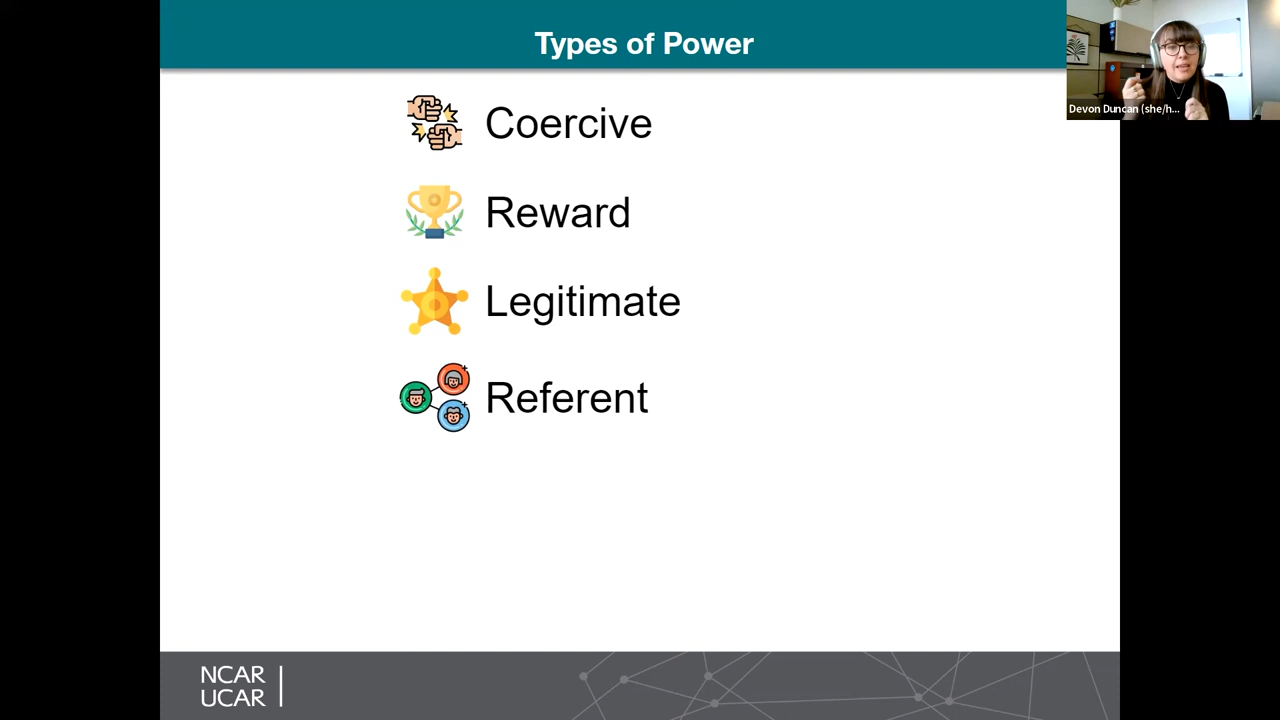 Types of Power
Devon Duncan (she/h...
Coercive
Reward
Legitimate
Referent
NCAR
UCAR